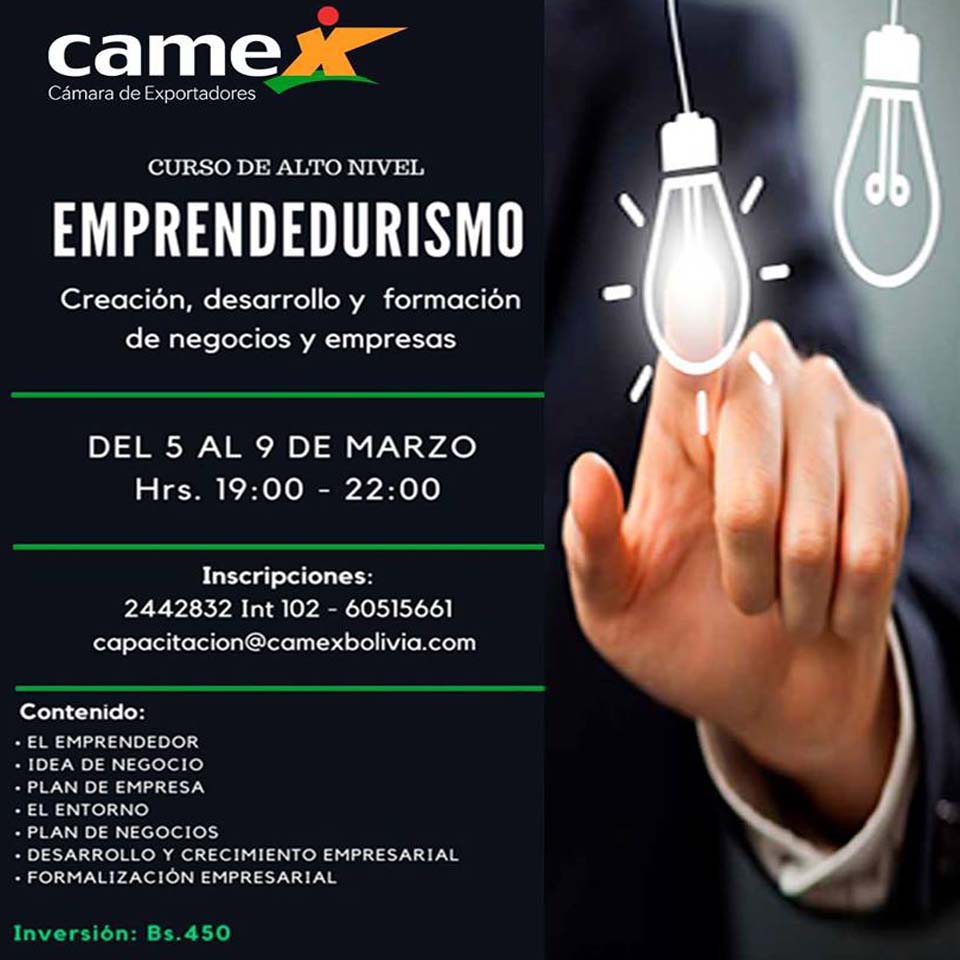 camex
Cámara de Exportadores
CURSO DE ALTO NIVEL
EMPRENDEDURISMO
Creación, desarrollo y formación
de negocios y empresas
DEL 5 AL 9 DE MARZO
Hrs. 19:00 - 22:00
Inscripciones:
2442832 Int 102 - 60515661
capacitacion@camexbolivia.com
Contenido:
• EL EMPRENDEDOR
• IDEA DE NEGOCIO
• PLAN DE EMPRESA
• EL ENTORNO
• PLAN DE NEGOCIOS
• DESARROLLO Y CRECIMIENTO EMPRESARIAL
• FORMALIZACIÓN EMPRESARIAL
Inversión: Bs.450